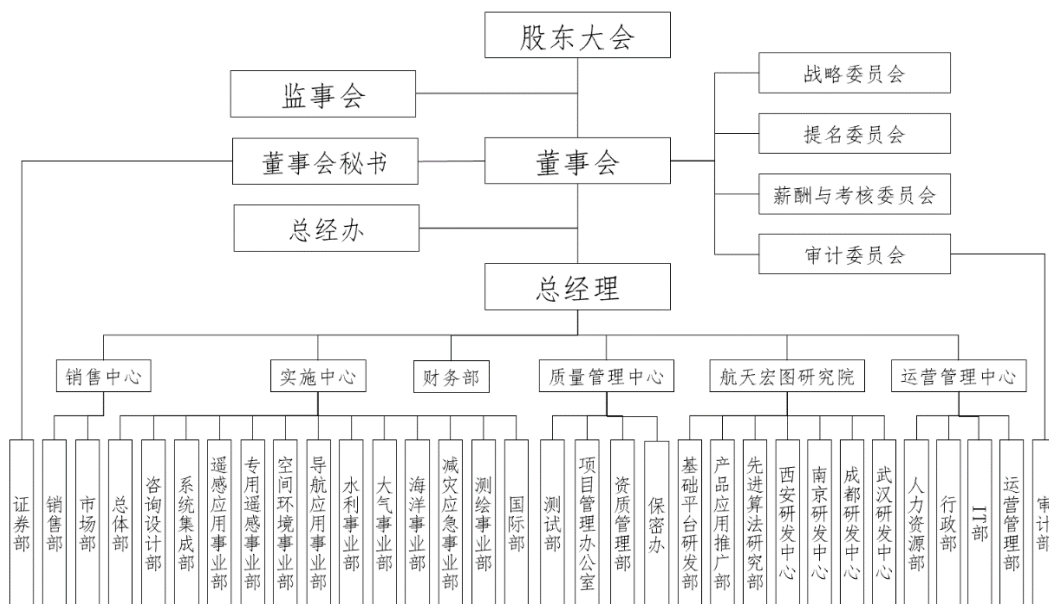 股东大会
监事会
战略委员会
提名委员会
董事会秘书
董事会
薪酬与考核委员会
总经办
审计委员会
总经理
销售中心
实施中心
财务部
质量管理中心
航天宏图研究院
运营管理中心
证券部
销售部
市场部
总体部
咨询设计部
系统集成部
遥感应用事业部
专用遥感事业部
空间环境事业部
导航应用事业部
水利事业部
大气事业部
海洋事业部
减灾应急事业部
测绘事业部
国际部
测试部
项目管理办公室
资质管理部
保密办
基础平台研发部
产品应用推广部
先进算法研究部
西安研发中心
南京研发中心
成都研发中心
武汉研发中心
人力资源部
行政部
IT部
运营管理部
审计部